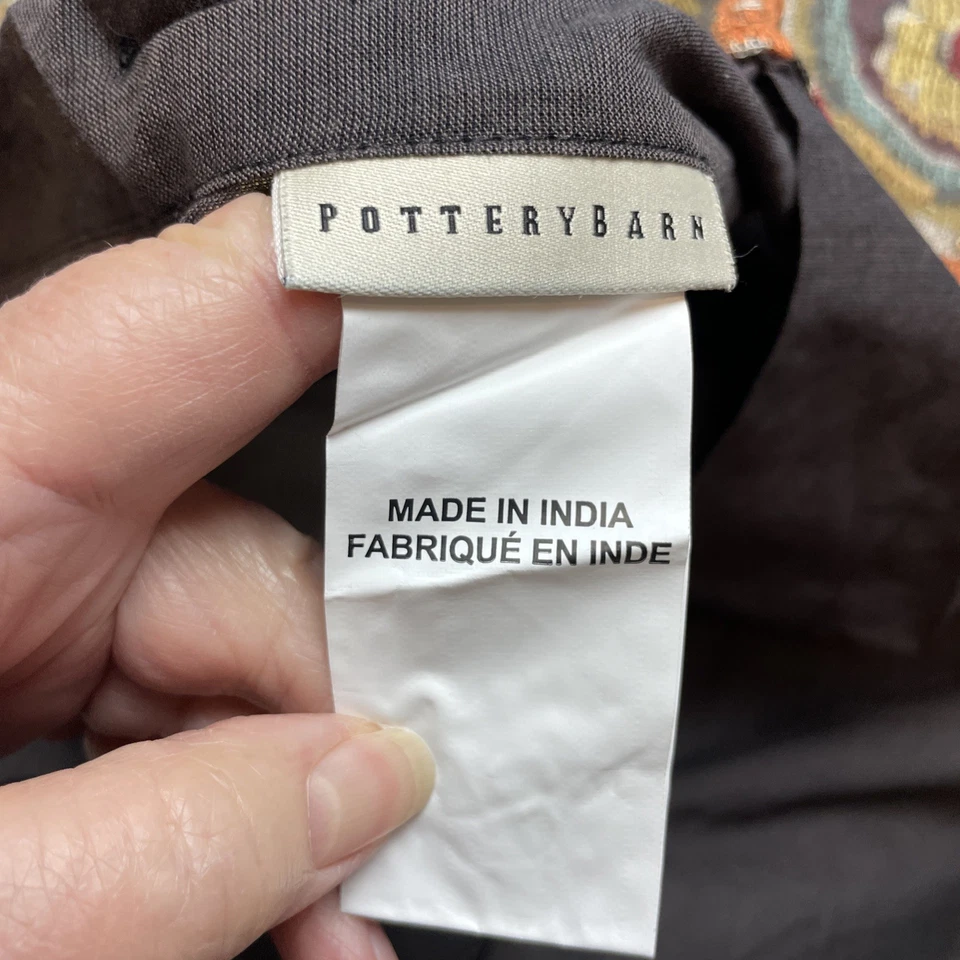 POTTERYBARN
MADE IN INDIA
FABRIQUÉ EN INDE